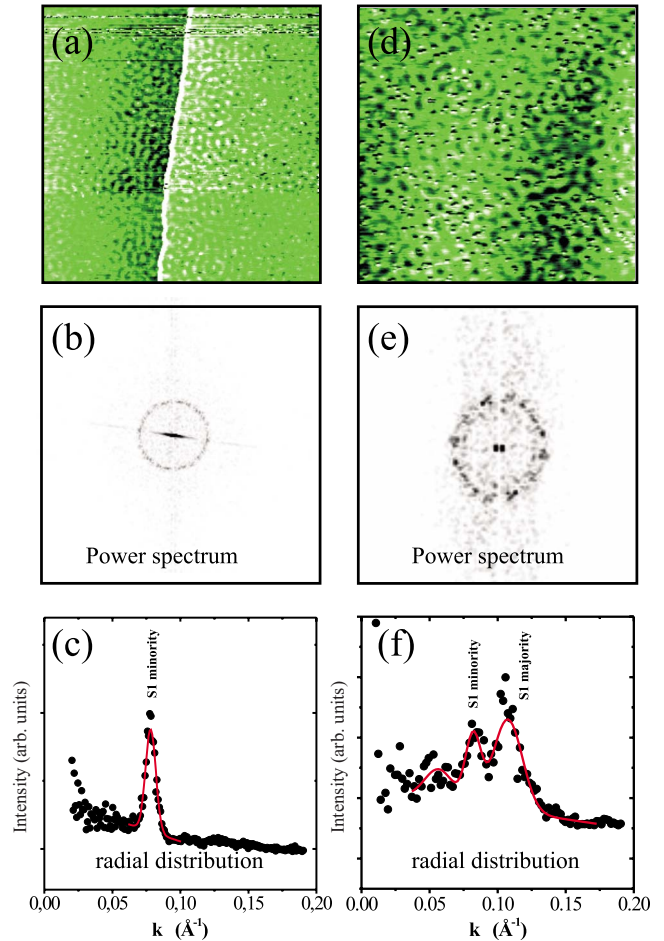 (a)
(d)
(b)
Power spectrum
(e)
Power spectrum
(c)
S1 minority
Intensity (arb. units)
radial distribution
0,00 0,05 0,10 0,15 0,20
k (Å⁻¹)
(f)
S1 minority
S1 majority
Intensity (arb. units)
radial distribution
0.00 0.05 0.10 0.15 0.20
k (Å⁻¹)